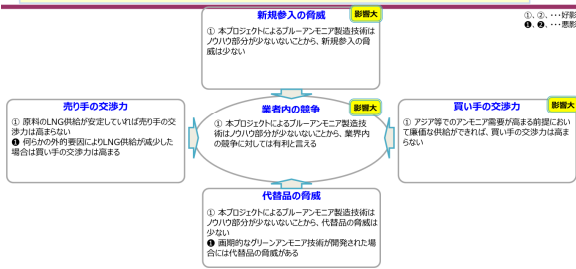 新規参入の脅威
影響大
① 本プロジェクトによるブルーアンモニア製造技術は
ノウハウ部分が少ないないことから、新規参入の脅
威は少ない
①、②、･･･好影
❶、❷、･･･悪影
売り手の交渉力
① 原料のLNG供給が安定していれば売り手の交
渉力は高まらない
❶ 何らかの外的要因によりLNG供給が減少した
場合は買い手の交渉力は高まる
業者内の競争
影響大
① 本プロジェクトによるブルーアンモニア製造技
術はノウハウ部分が少ないないことから、業界内
の競争に対しては有利と言える
買い手の交渉力
影響大
① アジア等でのアンモニア需要が高まる前提におい
て廉価な供給ができれば、買い手の交渉力は高ま
らない
代替品の脅威
① 本プロジェクトによるブルーアンモニア製造技術は
ノウハウ部分が少ないないことから、代替品の脅威は
少ない
❶ 画期的なグリーンアンモニア技術が開発された場
合には代替品の脅威がある